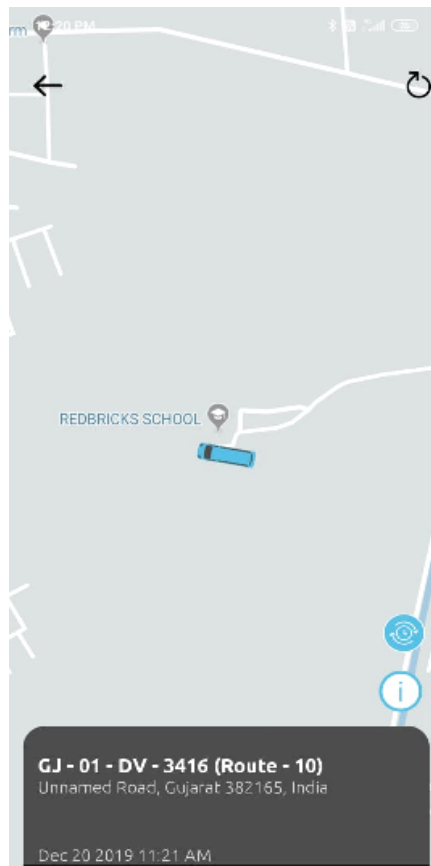 rm
12:20 PM
REDBRICKS SCHOOL
i
GJ - 01 - DV - 3416 (Route - 10)
Unnamed Road, Gujarat 382165, India
Dec 20 2019 11:21 AM